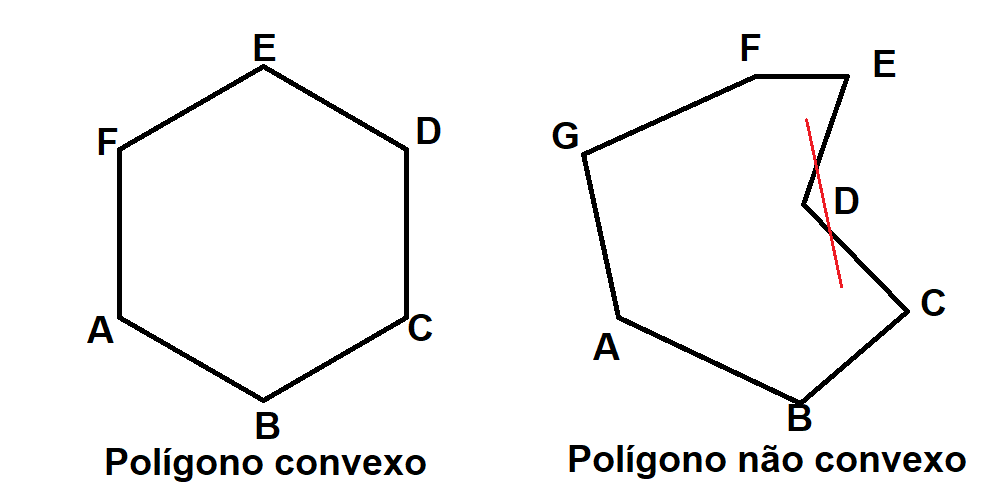 E
F
D
A
C
B
Polígono convexo
F
E
G
D
C
A
B
Polígono não convexo